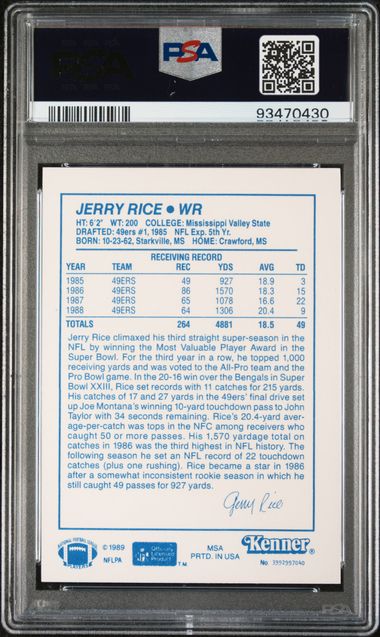 PSA
PSA
93470430
JERRY RICE • WR
HT: 6'2" WT: 200 COLLEGE: Mississippi Valley State
DRAFTED: 49ers #1, 1985 NFL Exp. 5th Yr.
BORN: 10-23-62, Starkville, MS HOME: Crawford, MS
RECEIVING RECORD
YEAR TEAM REC YDS AVG TD
1985 49ERS 49 927 18.9 3
1986 49ERS 86 1570 18.3 15
1987 49ERS 65 1078 16.6 22
1988 49ERS 64 1306 20.4 9
TOTALS 264 4881 18.5 49
Jerry Rice climaxed his third straight super-season in the
NFL by winning the Most Valuable Player Award in the
Super Bowl. For the third year in a row, he topped 1,000
receiving yards and was voted to the All-Pro team and the
Pro Bowl game. In the 20-16 win over the Bengals in Super
Bowl XXIII, Rice set records with 11 catches for 215 yards.
His catches of 17 and 27 yards in the 49ers' final drive set
up Joe Montana's winning 10-yard touchdown pass to John
Taylor with 34 seconds remaining. Rice's 20.4-yard aver-
age-per-catch was tops in the NFC among receivers who
caught 50 or more passes. His 1,570 yardage total on
catches in 1986 was the third highest in NFL history. The
following season he set an NFL record of 22 touchdown
catches (plus one rushing). Rice became a star in 1986
after a somewhat inconsistent rookie season in which he
still caught 49 passes for 927 yards.
Jerry Rice
NATIONAL FOOTBALL LEAGUE
PLAYERS
© 1989
NFLPA
Officially
Licensed
Product
TM
MSA
PRTD. IN USA
Kenner®
No. 3992997040